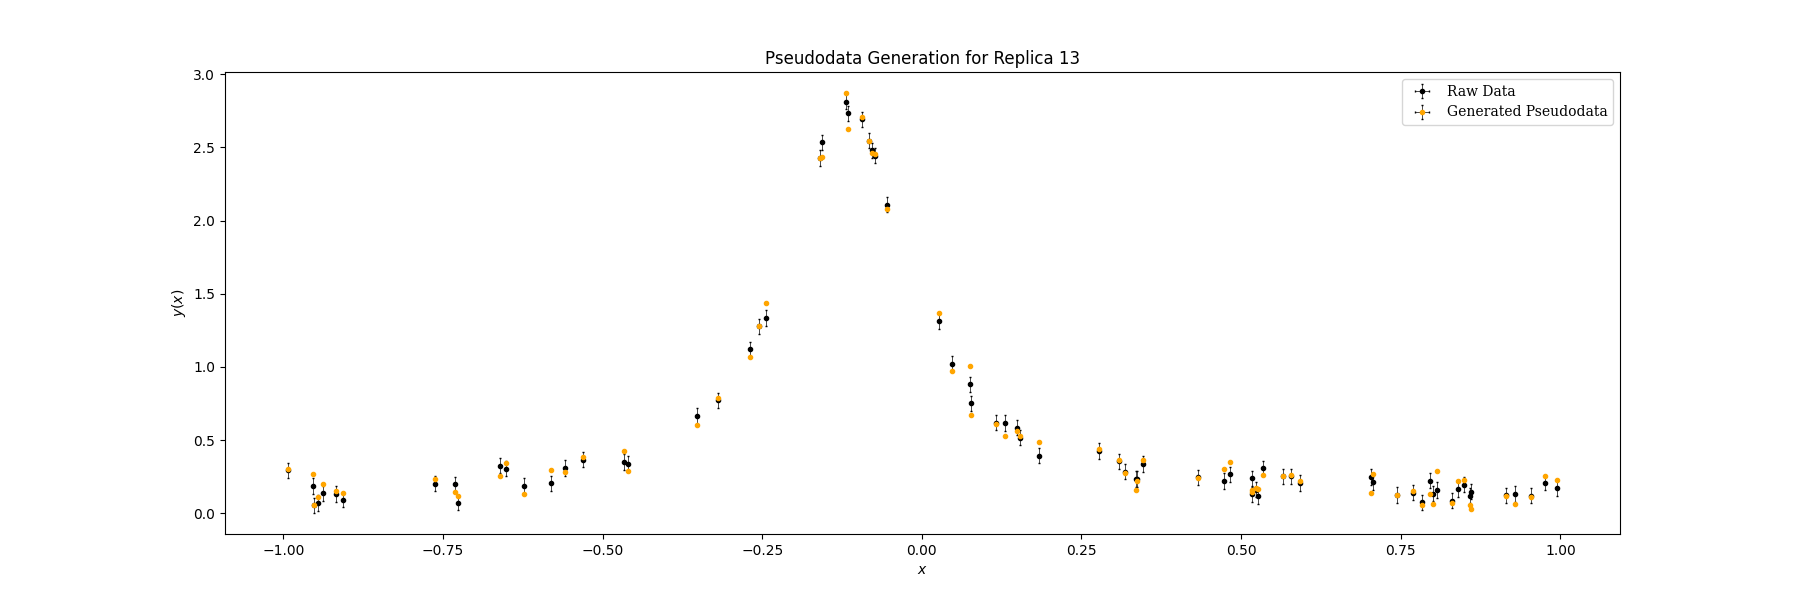 Pseudodata Generation for Replica 13
3.0
2.5
2.0
1.5
1.0
0.5
0.0
y(x)
Raw Data
Generated Pseudodata
−1.00 −0.75 −0.50 −0.25 0.00 0.25 0.50 0.75 1.00
x